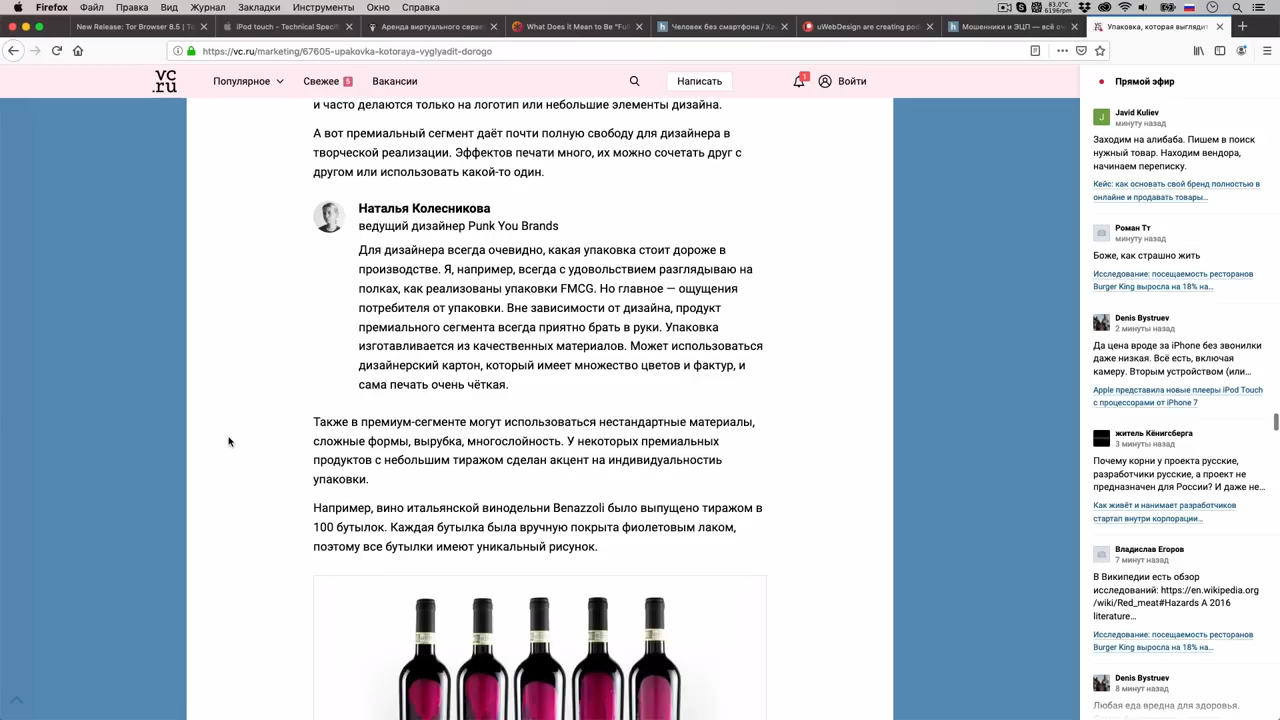 Firefox Файл Правка Вид Журнал Закладки Инструменты Окно Справка
New Release: Tor Browser 8.5 | To
iPod touch - Technical Specific
Аренда виртуального сервера
What Does it Mean to Be "Full
Человек без смартфона / Хаб
uWebDesign are creating podc
Мошенники и ЭЦП — всё оч
Упаковка, которая выглядит
https://vc.ru/marketing/67605-upakovka-kotoraya-vyglyadit-dorogo
vc
.ru
Популярное
Свежее 5
Вакансии
Написать
1
Войти
и часто делаются только на логотип или небольшие элементы дизайна.
А вот премиальный сегмент даёт почти полную свободу для дизайнера в
творческой реализации. Эффектов печати много, их можно сочетать друг с
другом или использовать какой-то один.
Наталья Колесникова
ведущий дизайнер Punk You Brands
Для дизайнера всегда очевидно, какая упаковка стоит дороже в
производстве. Я, например, всегда с удовольствием разглядываю на
полках, как реализованы упаковки FMCG. Но главное — ощущения
потребителя от упаковки. Вне зависимости от дизайна, продукт
премиального сегмента всегда приятно брать в руки. Упаковка
изготавливается из качественных материалов. Может использоваться
дизайнерский картон, который имеет множество цветов и фактур, и
сама печать очень чёткая.
Также в премиум-сегменте могут использоваться нестандартные материалы,
сложные формы, вырубка, многослойность. У некоторых премиальных
продуктов с небольшим тиражом сделан акцент на индивидуальностиь
упаковки.
Например, вино итальянской винодельни Benazzoli было выпущено тиражом в
100 бутылок. Каждая бутылка была вручную покрыта фиолетовым лаком,
поэтому все бутылки имеют уникальный рисунок.
Прямой эфир
J
Javid Kuliev
минуту назад
Заходим на алибаба. Пишем в поиск
нужный товар. Находим вендора,
начинаем переписку.
Кейс: как основать свой бренд полностью в
онлайне и продавать товары…
Роман Тт
минуту назад
Боже, как страшно жить
Исследование: посещаемость ресторанов
Burger King выросла на 18% на…
Denis Bystruev
2 минуты назад
Да цена вроде за iPhone без звонилки
даже низкая. Всё есть, включая
камеру. Вторым устройством (или…
Apple представила новые плееры iPod Touch
с процессорами от iPhone 7
житель Кёнигсберга
3 минуты назад
Почему корни у проекта русские,
разработчики русские, а проект не
предназначен для России? И даже не…
Как живёт и нанимает разработчиков
стартап внутри корпорации…
Владислав Егоров
7 минут назад
В Википедии есть обзор
исследований: https://en.wikipedia.org
/wiki/Red_meat#Hazards A 2016
literature…
Исследование: посещаемость ресторанов
Burger King выросла на 18% на…
Denis Bystruev
8 минут назад
Любая еда вредна для здоровья.